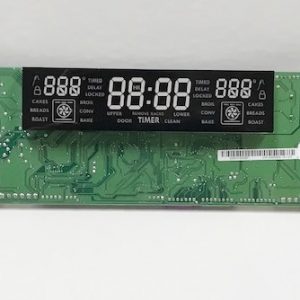 888 TIMED HR 88:88 TIMED 888
DELAY DELAY
LOCKED LOCKED
CAKES BROIL CAKES BROIL
BREADS CONV UPPER REMOVE RACKS LOWER CONV BREADS
ROAST BAKE DOOR TIMER CLEAN BAKE ROAST